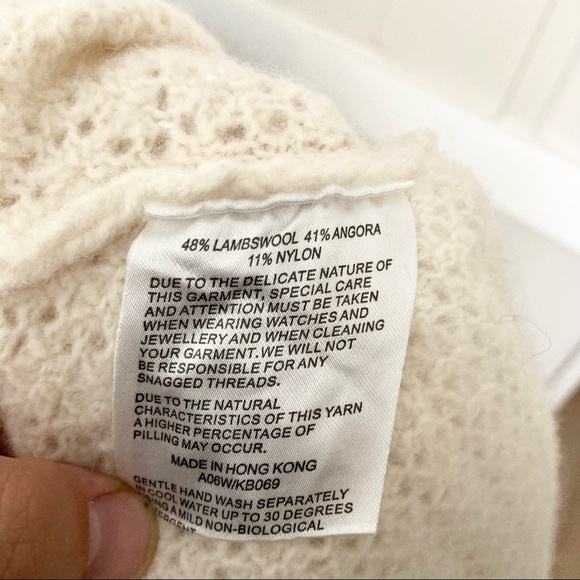 48% LAMBSWOOL 41% ANGORA
11% NYLON
DUE TO THE DELICATE NATURE OF
THIS GARMENT, SPECIAL CARE
AND ATTENTION MUST BE TAKEN
WHEN WEARING WATCHES AND
JEWELLERY AND WHEN CLEANING
YOUR GARMENT. WE WILL NOT
BE RESPONSIBLE FOR ANY
SNAGGED THREADS.
DUE TO THE NATURAL
CHARACTERISTICS OF THIS YARN
A HIGHER PERCENTAGE OF
PILLING MAY OCCUR.
MADE IN HONG KONG
A06W/KB069
GENTLE HAND WASH SEPARATELY
IN COOL WATER UP TO 30 DEGREES
USING A MILD NON-BIOLOGICAL